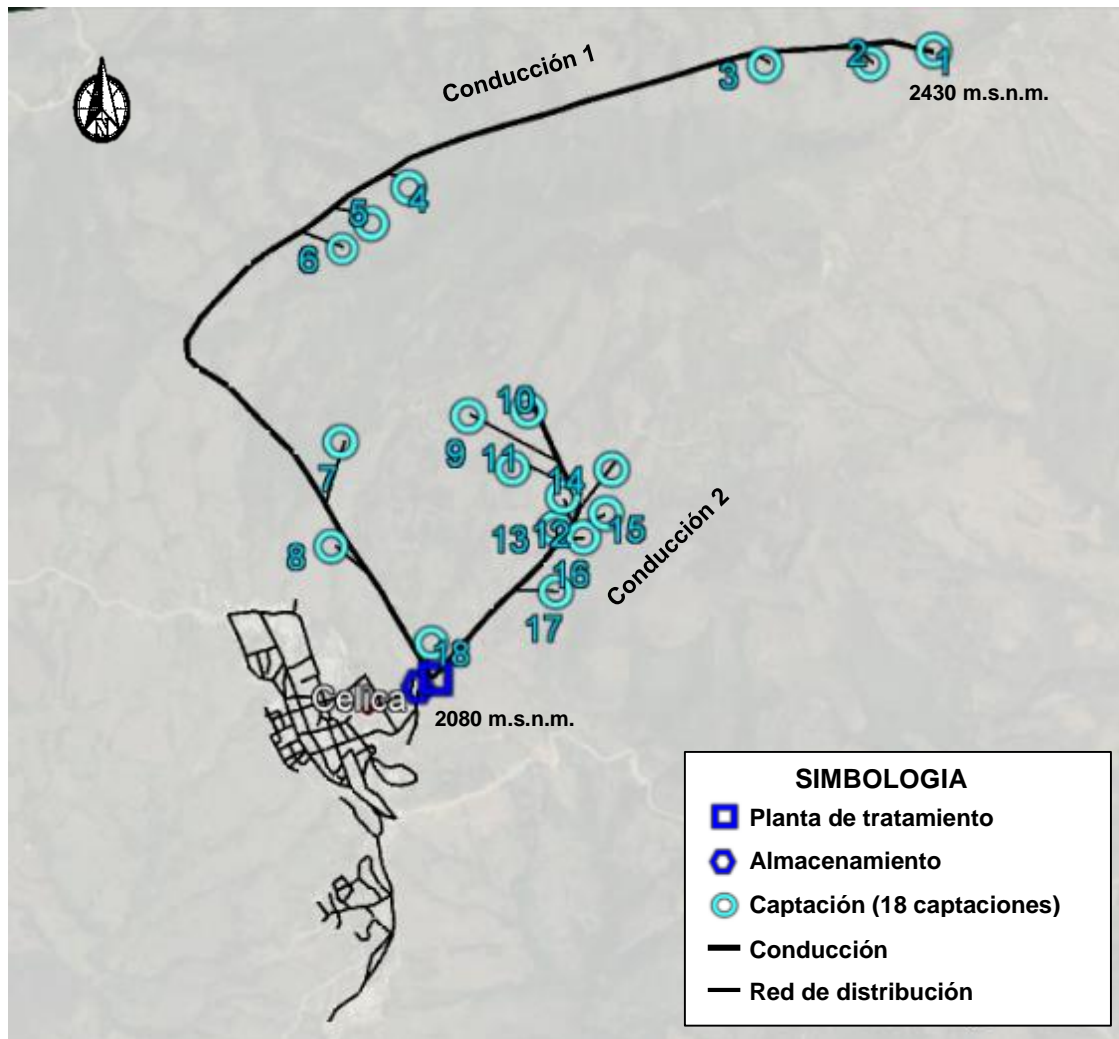 Conducción 1
3
2
1
2430 m.s.n.m.
4
5
6
10
9
11
14
7
13
12
15
8
Conducción 2
16
17
18
Celica
2080 m.s.n.m.
N
SIMBOLOGIA
Planta de tratamiento
Almacenamiento
Captación (18 captaciones)
Conducción
Red de distribución